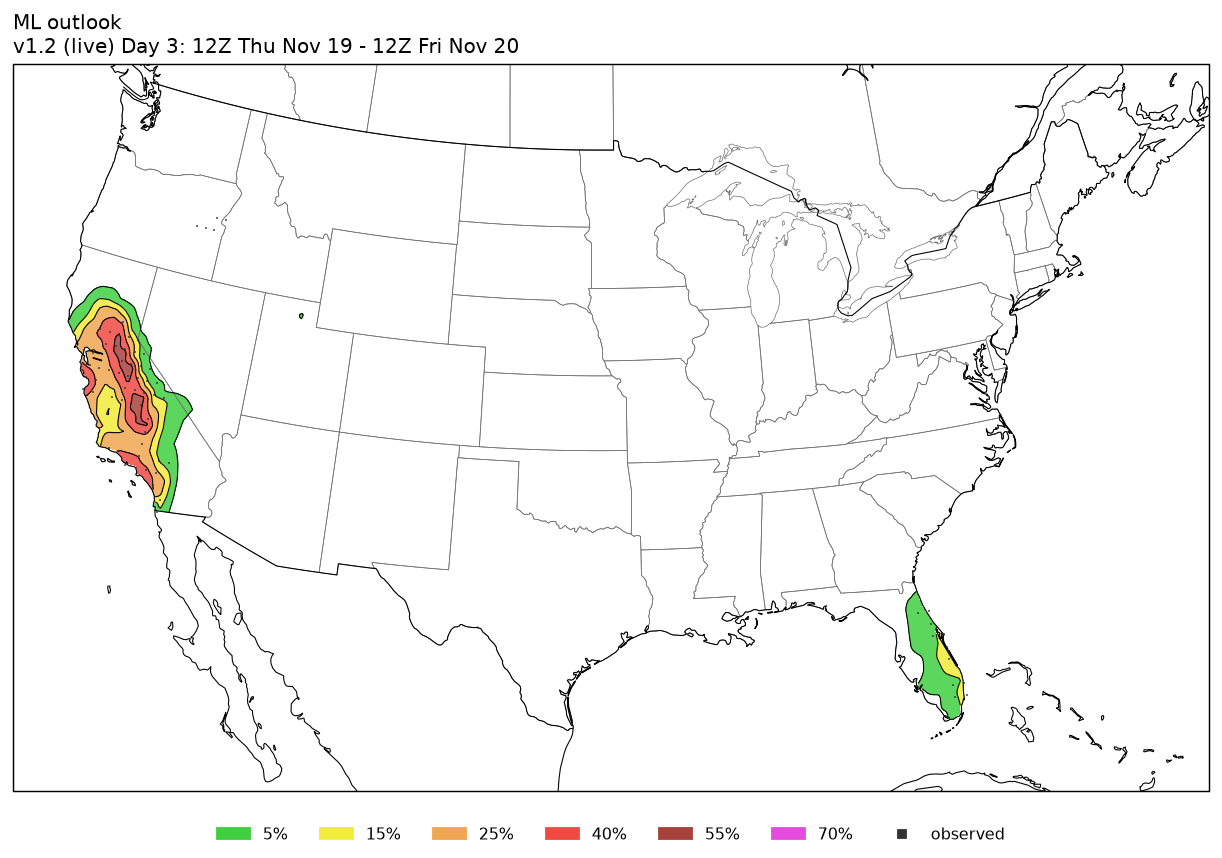 ML outlook
v1.2 (live) Day 3: 12Z Thu Nov 19 - 12Z Fri Nov 20
5% 15% 25% 40% 55% 70% observed